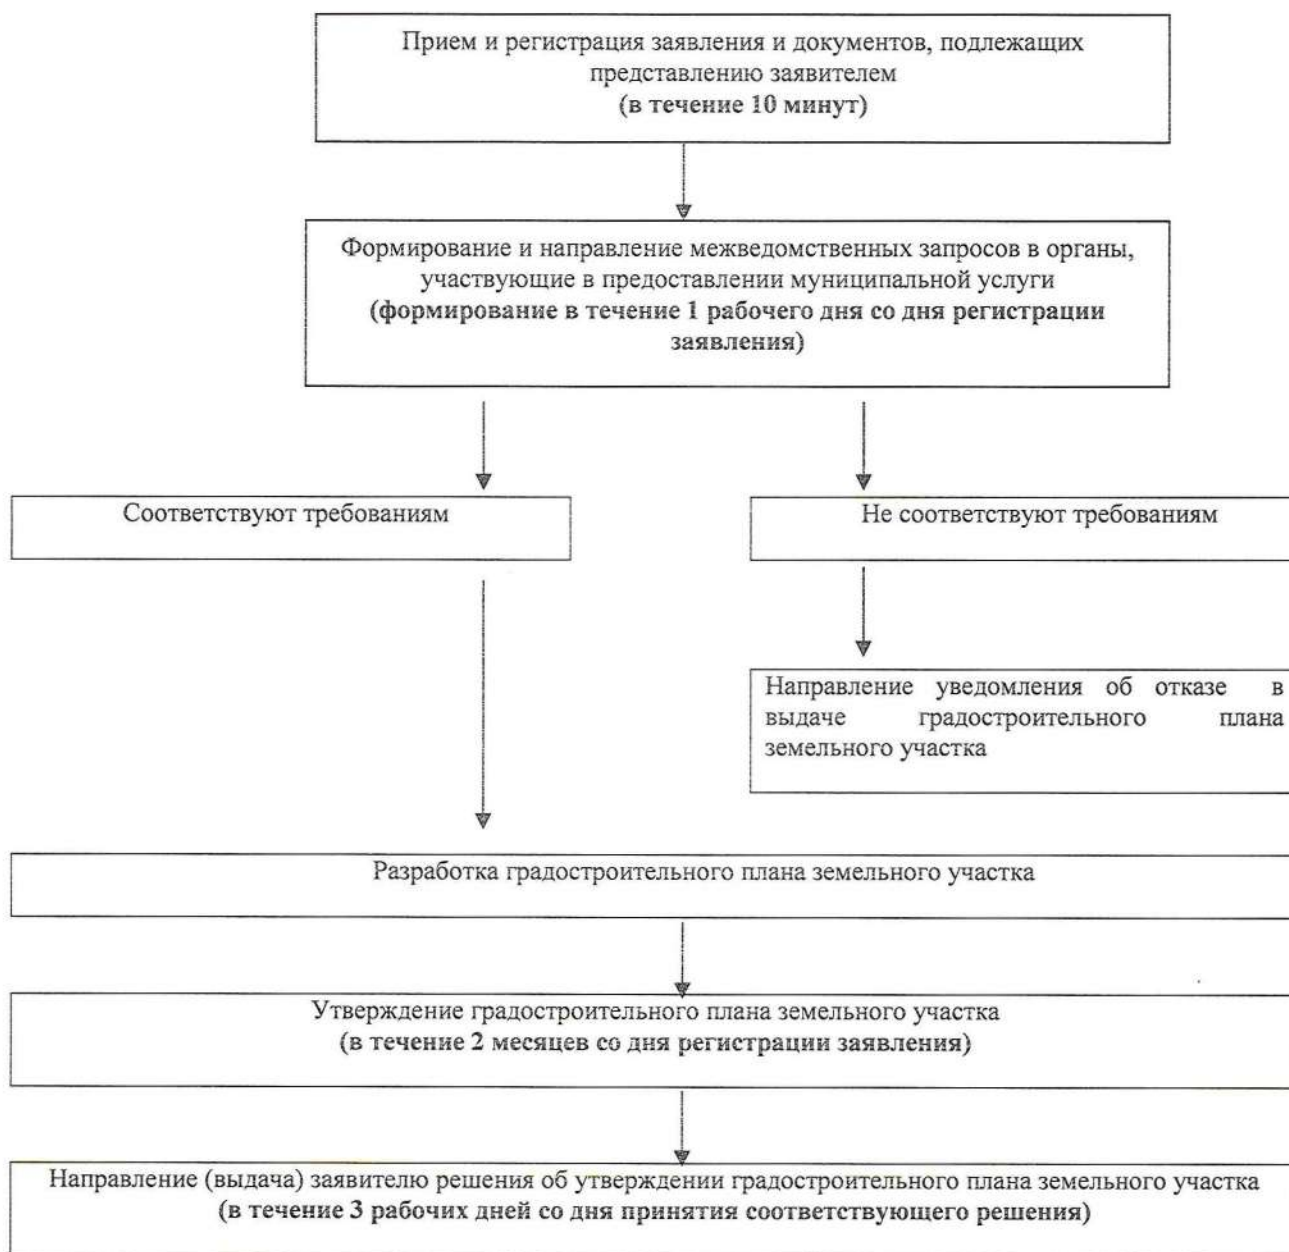 Прием и регистрация заявления и документов, подлежащих
представлению заявителем
(в течение 10 минут)
Формирование и направление межведомственных запросов в органы,
участвующие в предоставлении муниципальной услуги
(формирование в течение 1 рабочего дня со дня регистрации
заявления)
Соответствуют требованиям
Не соответствуют требованиям
Направление уведомления об отказе в
выдаче градостроительного плана
земельного участка
Разработка градостроительного плана земельного участка
Утверждение градостроительного плана земельного участка
(в течение 2 месяцев со дня регистрации заявления)
Направление (выдача) заявителю решения об утверждении градостроительного плана земельного участка
(в течение 3 рабочих дней со дня принятия соответствующего решения)